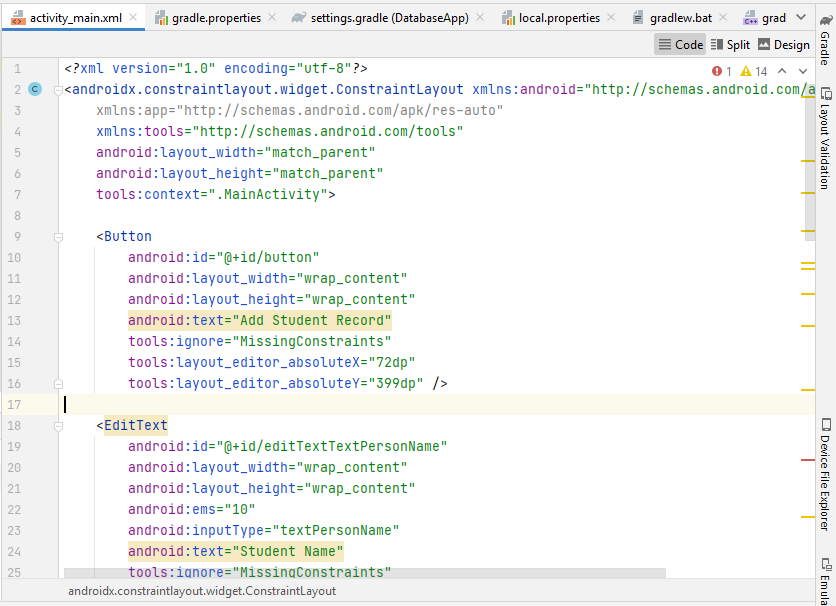 activity_main.xml gradle.properties settings.gradle (DatabaseApp) local.properties gradlew.bat grad
Code Split Design
1 <?xml version="1.0" encoding="utf-8"?> 1 14
2 C <androidx.constraintlayout.widget.ConstraintLayout xmlns:android="http://schemas.android.com/a
3 xmlns:app="http://schemas.android.com/apk/res-auto"
4 xmlns:tools="http://schemas.android.com/tools"
5 android:layout_width="match_parent"
6 android:layout_height="match_parent"
7 tools:context=".MainActivity">
8
9 <Button
10 android:id="@+id/button"
11 android:layout_width="wrap_content"
12 android:layout_height="wrap_content"
13 android:text="Add Student Record"
14 tools:ignore="MissingConstraints"
15 tools:layout_editor_absoluteX="72dp"
16 tools:layout_editor_absoluteY="399dp" />
17
18 <EditText
19 android:id="@+id/editTextTextPersonName"
20 android:layout_width="wrap_content"
21 android:layout_height="wrap_content"
22 android:ems="10"
23 android:inputType="textPersonName"
24 android:text="Student Name"
25 tools:ignore="MissingConstraints"
androidx.constraintlayout.widget.ConstraintLayout
Gradle
Layout Validation
Device File Explorer
Emula